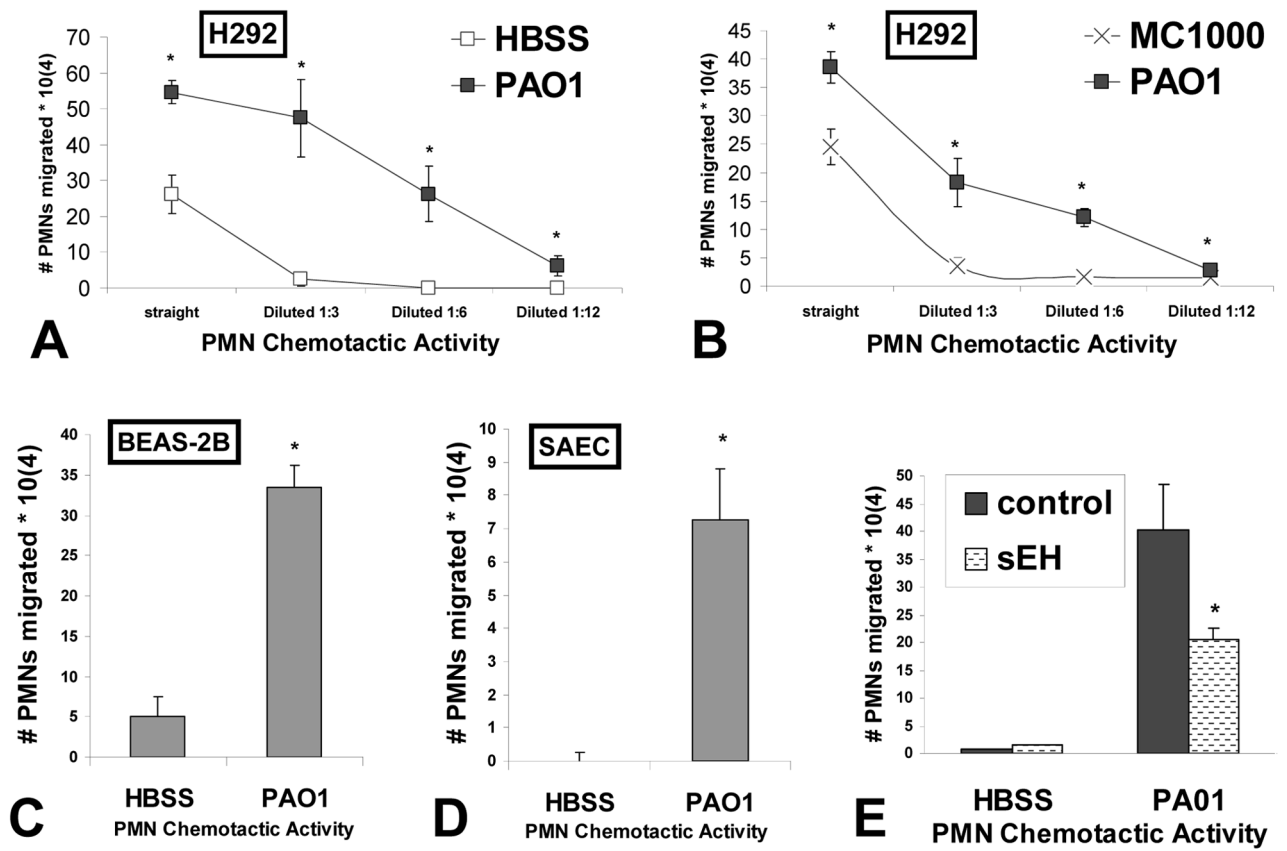 H292
HBSS
PAO1
# PMNs migrated * 10(4)
70
60
50
40
30
20
10
0
*
*
*
*
straight
Diluted 1:3
Diluted 1:6
Diluted 1:12
PMN Chemotactic Activity
A
H292
MC1000
PAO1
# PMNs migrated * 10(4)
45
40
35
30
25
20
15
10
5
0
*
*
*
*
straight
Diluted 1:3
Diluted 1:6
Diluted 1:12
PMN Chemotactic Activity
B
BEAS-2B
# PMNs migrated * 10(4)
40
35
30
25
20
15
10
5
0
*
HBSS
PAO1
PMN Chemotactic Activity
C
SAEC
# PMNs migrated * 10(4)
10
9
8
7
6
5
4
3
2
1
0
*
HBSS
PAO1
PMN Chemotactic Activity
D
control
sEH
# PMNs migrated * 10(4)
50
45
40
35
30
25
20
15
10
5
0
*
HBSS
PA01
PMN Chemotactic Activity
E